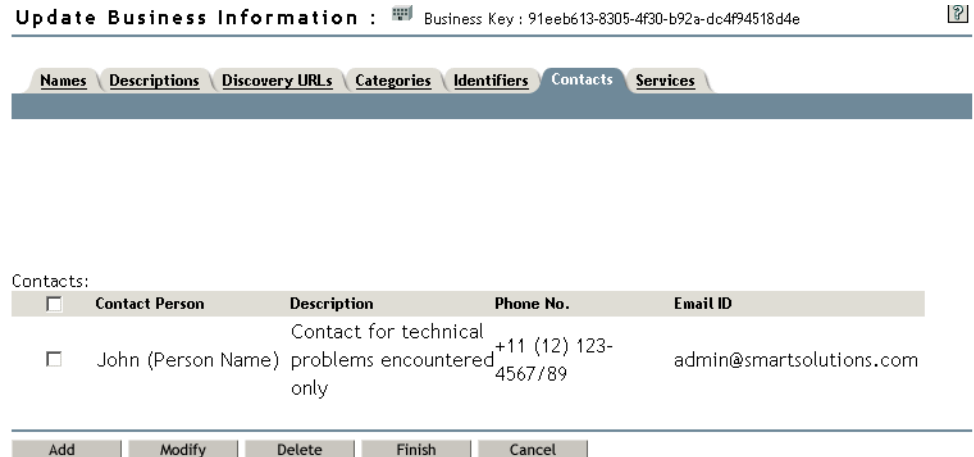 Update Business Information : Business Key : 91eeb613-8305-4f30-b92a-dc4f94518d4e ?
Names Descriptions Discovery URLs Categories Identifiers Contacts Services
Contacts:
Contact Person Description Phone No. Email ID
John (Person Name) Contact for technical problems encountered only +11 (12) 123-4567/89 admin@smartsolutions.com
Add Modify Delete Finish Cancel